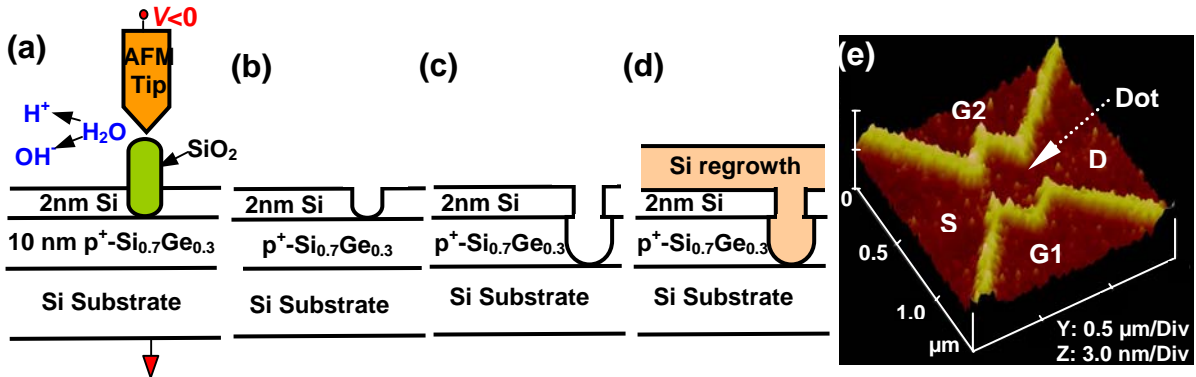 (a)
V<0
AFM
Tip
H⁺
H₂O
OH⁻
SiO₂
2nm Si
10 nm p⁺-Si₀.₇Ge₀.₃
Si Substrate
(b)
2nm Si
p⁺-Si₀.₇Ge₀.₃
Si Substrate
(c)
2nm Si
p⁺-Si₀.₇Ge₀.₃
Si Substrate
(d)
Si regrowth
2nm Si
p⁺-Si₀.₇Ge₀.₃
Si Substrate
(e)
G2
Dot
D
S
G1
0
0.5
1.0
µm
Y: 0.5 µm/Div
Z: 3.0 nm/Div